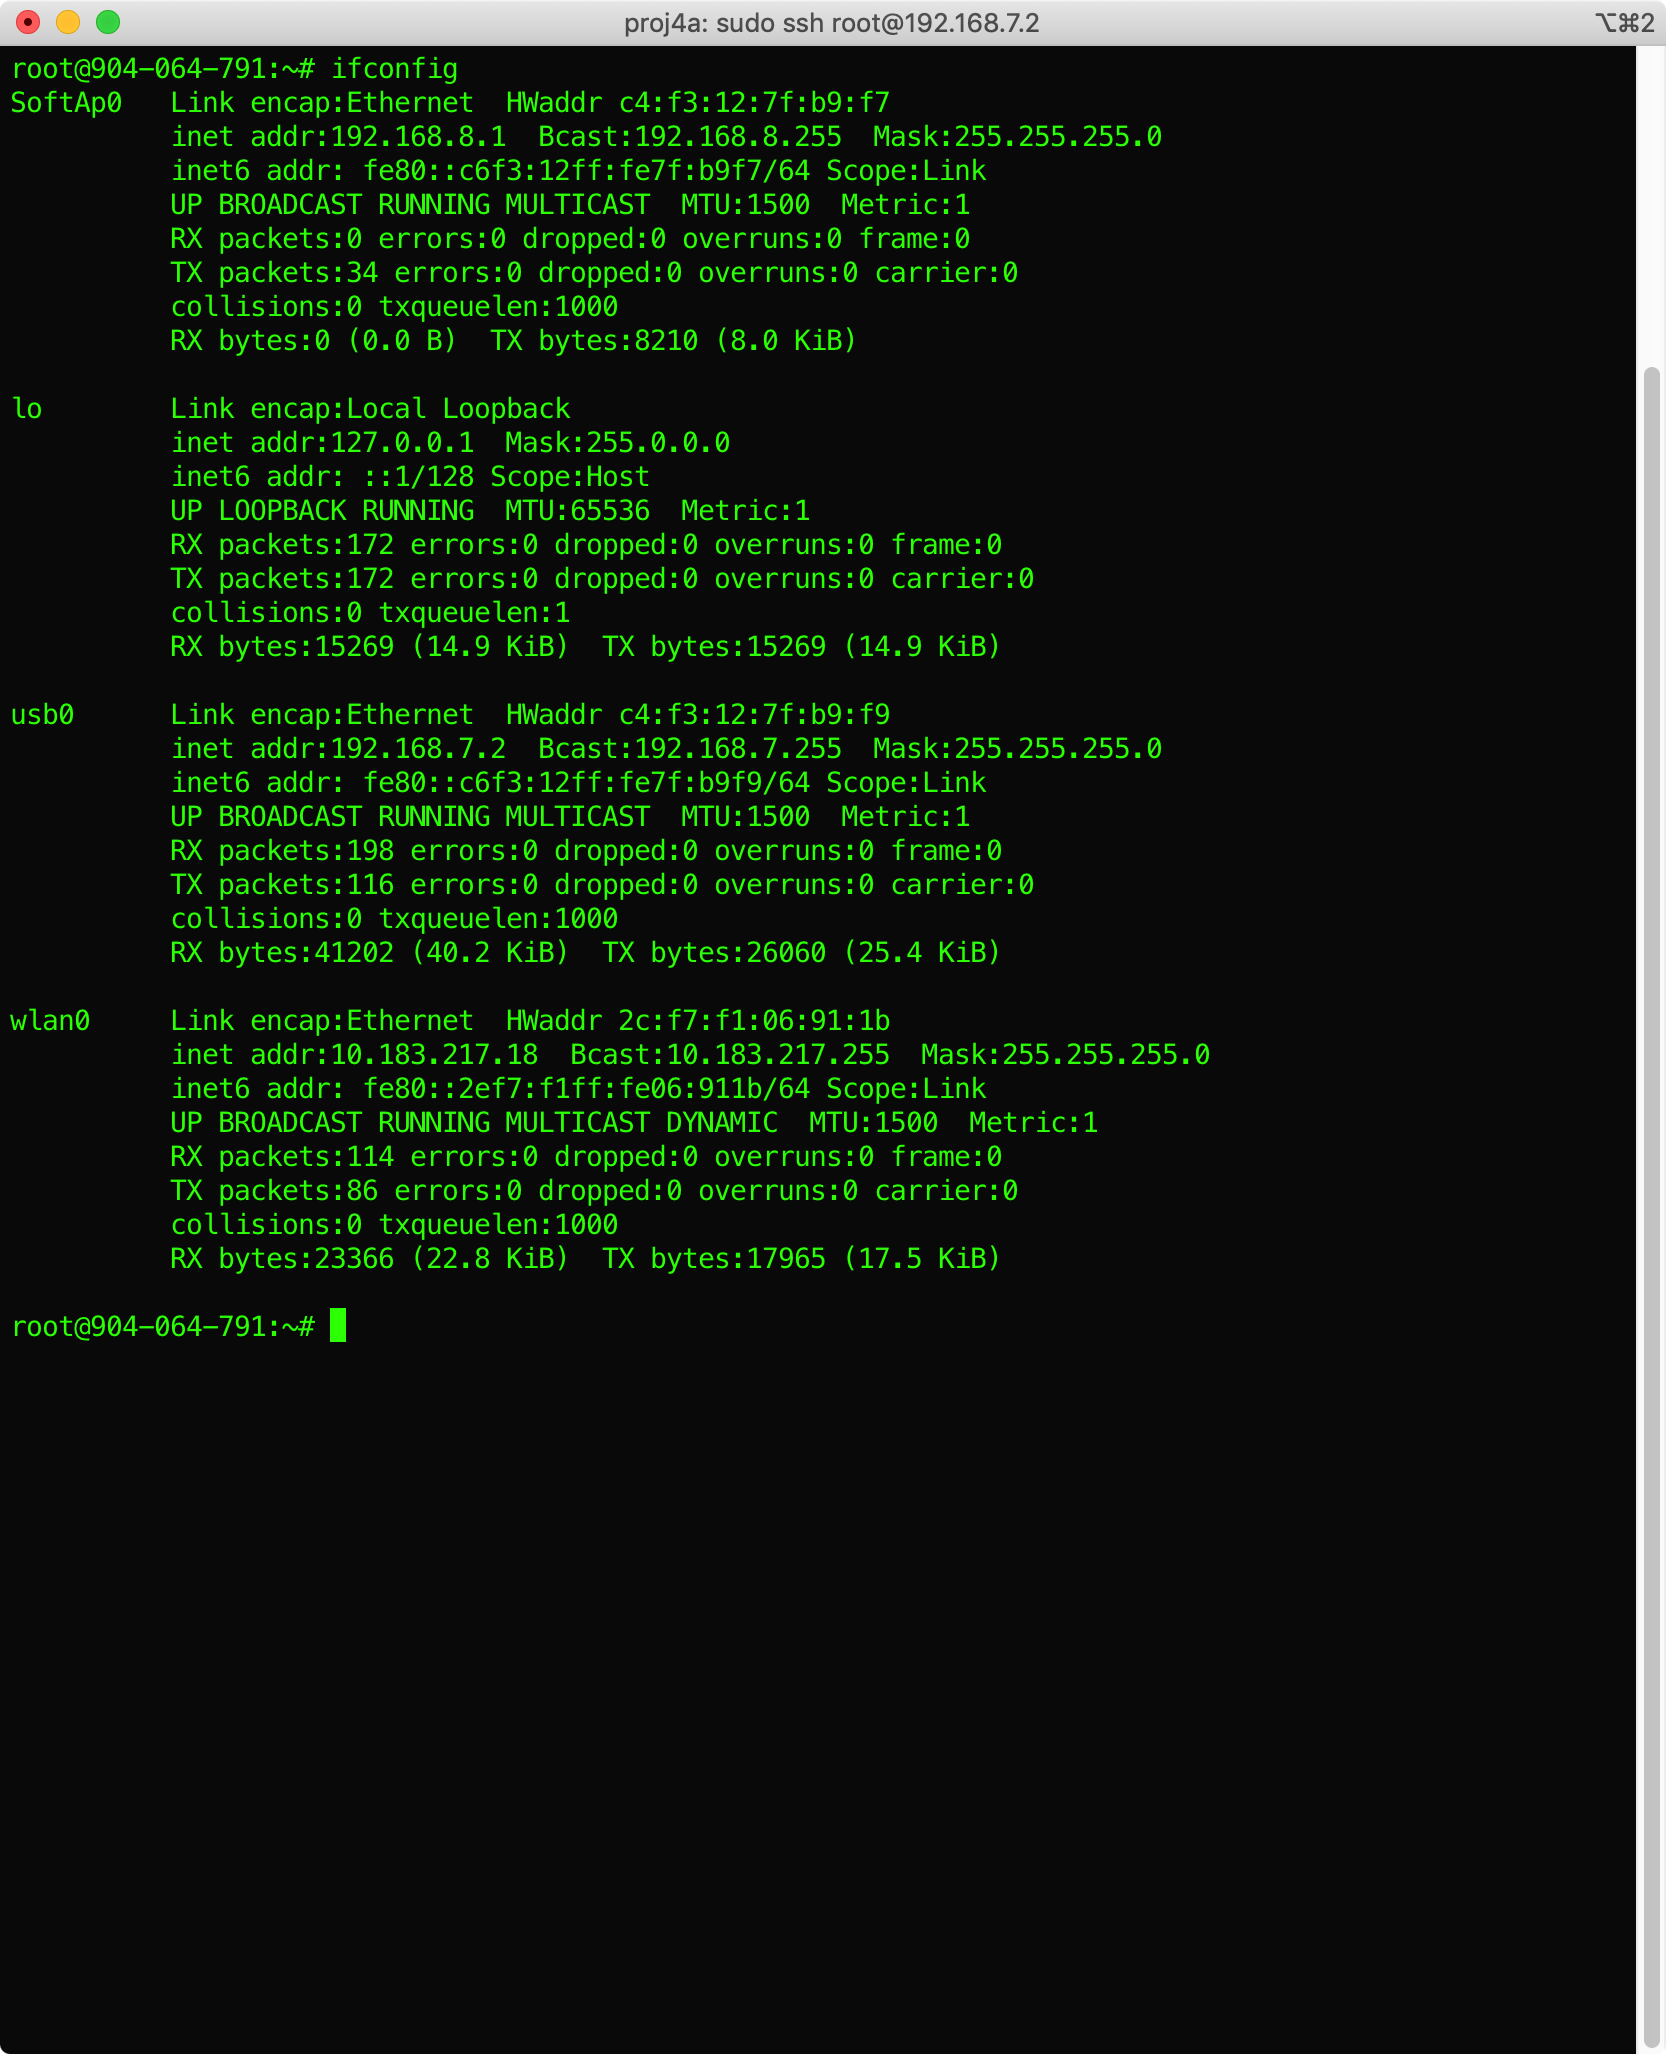 proj4a: sudo ssh root@192.168.7.2 ⌥⌘2
root@904-064-791:~# ifconfig
SoftAp0   Link encap:Ethernet  HWaddr c4:f3:12:7f:b9:f7
          inet addr:192.168.8.1  Bcast:192.168.8.255  Mask:255.255.255.0
          inet6 addr: fe80::c6f3:12ff:fe7f:b9f7/64 Scope:Link
          UP BROADCAST RUNNING MULTICAST  MTU:1500  Metric:1
          RX packets:0 errors:0 dropped:0 overruns:0 frame:0
          TX packets:34 errors:0 dropped:0 overruns:0 carrier:0
          collisions:0 txqueuelen:1000
          RX bytes:0 (0.0 B)  TX bytes:8210 (8.0 KiB)

lo        Link encap:Local Loopback
          inet addr:127.0.0.1  Mask:255.0.0.0
          inet6 addr: ::1/128 Scope:Host
          UP LOOPBACK RUNNING  MTU:65536  Metric:1
          RX packets:172 errors:0 dropped:0 overruns:0 frame:0
          TX packets:172 errors:0 dropped:0 overruns:0 carrier:0
          collisions:0 txqueuelen:1
          RX bytes:15269 (14.9 KiB)  TX bytes:15269 (14.9 KiB)

usb0      Link encap:Ethernet  HWaddr c4:f3:12:7f:b9:f9
          inet addr:192.168.7.2  Bcast:192.168.7.255  Mask:255.255.255.0
          inet6 addr: fe80::c6f3:12ff:fe7f:b9f9/64 Scope:Link
          UP BROADCAST RUNNING MULTICAST  MTU:1500  Metric:1
          RX packets:198 errors:0 dropped:0 overruns:0 frame:0
          TX packets:116 errors:0 dropped:0 overruns:0 carrier:0
          collisions:0 txqueuelen:1000
          RX bytes:41202 (40.2 KiB)  TX bytes:26060 (25.4 KiB)

wlan0     Link encap:Ethernet  HWaddr 2c:f7:f1:06:91:1b
          inet addr:10.183.217.18  Bcast:10.183.217.255  Mask:255.255.255.0
          inet6 addr: fe80::2ef7:f1ff:fe06:911b/64 Scope:Link
          UP BROADCAST RUNNING MULTICAST DYNAMIC  MTU:1500  Metric:1
          RX packets:114 errors:0 dropped:0 overruns:0 frame:0
          TX packets:86 errors:0 dropped:0 overruns:0 carrier:0
          collisions:0 txqueuelen:1000
          RX bytes:23366 (22.8 KiB)  TX bytes:17965 (17.5 KiB)

root@904-064-791:~#